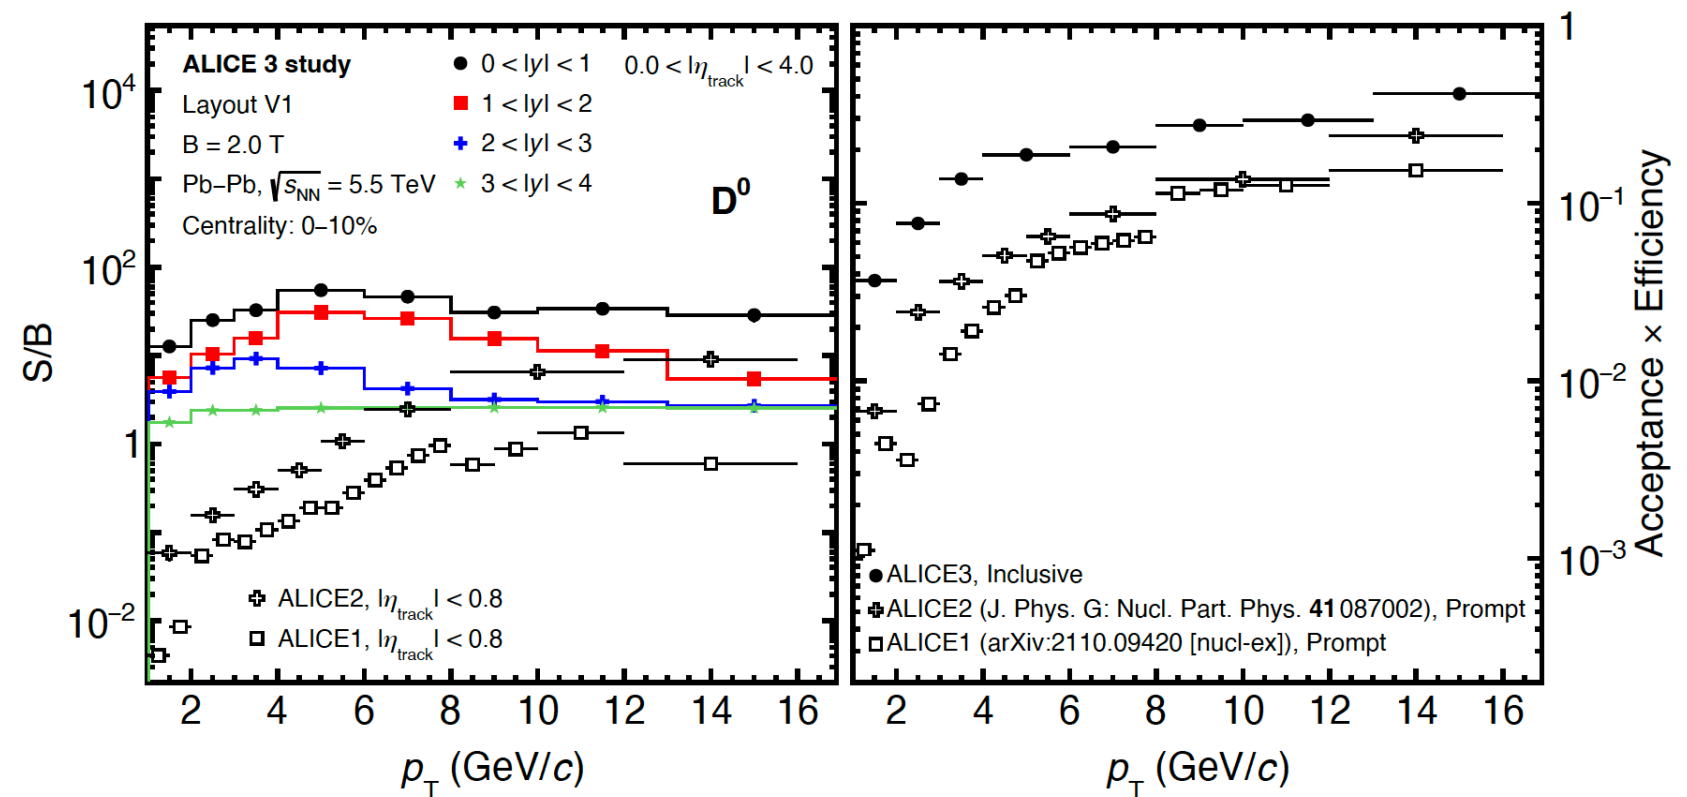 ALICE 3 study
Layout V1
B = 2.0 T
Pb−Pb, √sNN = 5.5 TeV
Centrality: 0−10%
0 < |y| < 1
1 < |y| < 2
2 < |y| < 3
3 < |y| < 4
0.0 < |ηtrack| < 4.0
D⁰
ALICE2, |ηtrack| < 0.8
ALICE1, |ηtrack| < 0.8
S/B
10⁴
10²
1
10⁻²
2 4 6 8 10 12 14 16
pT (GeV/c)
ALICE3, Inclusive
ALICE2 (J. Phys. G: Nucl. Part. Phys. 41 087002), Prompt
ALICE1 (arXiv:2110.09420 [nucl-ex]), Prompt
1
10⁻¹
10⁻²
10⁻³
Acceptance × Efficiency
2 4 6 8 10 12 14 16
pT (GeV/c)